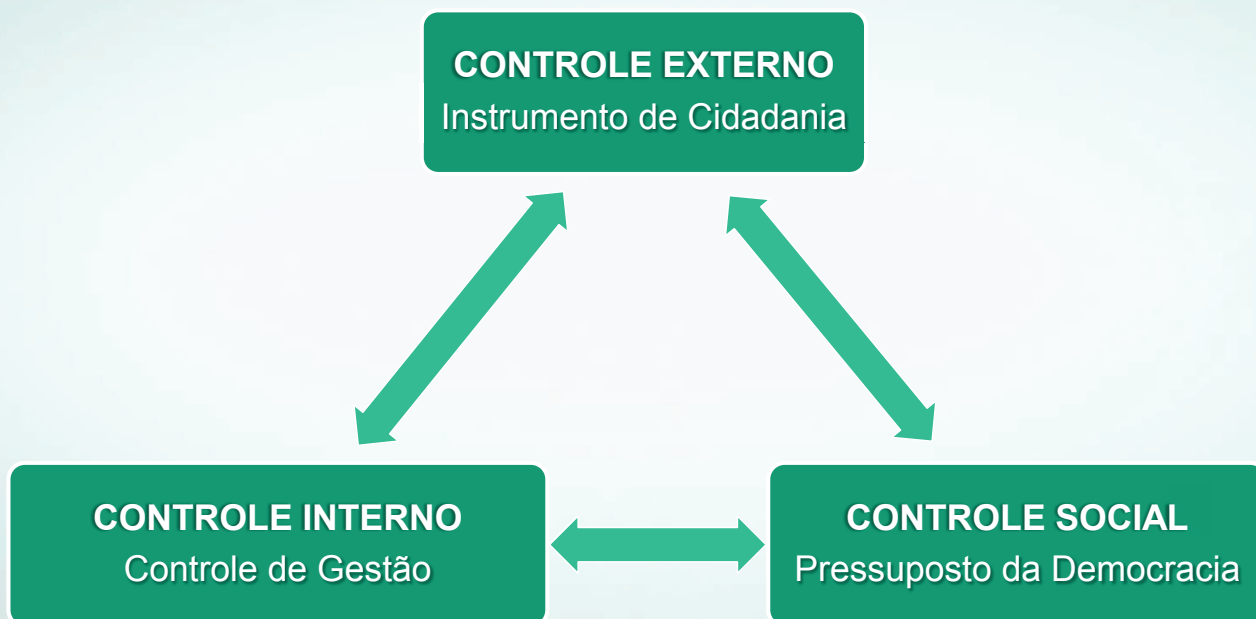 CONTROLE EXTERNO
Instrumento de Cidadania
CONTROLE INTERNO
Controle de Gestão
CONTROLE SOCIAL
Pressuposto da Democracia